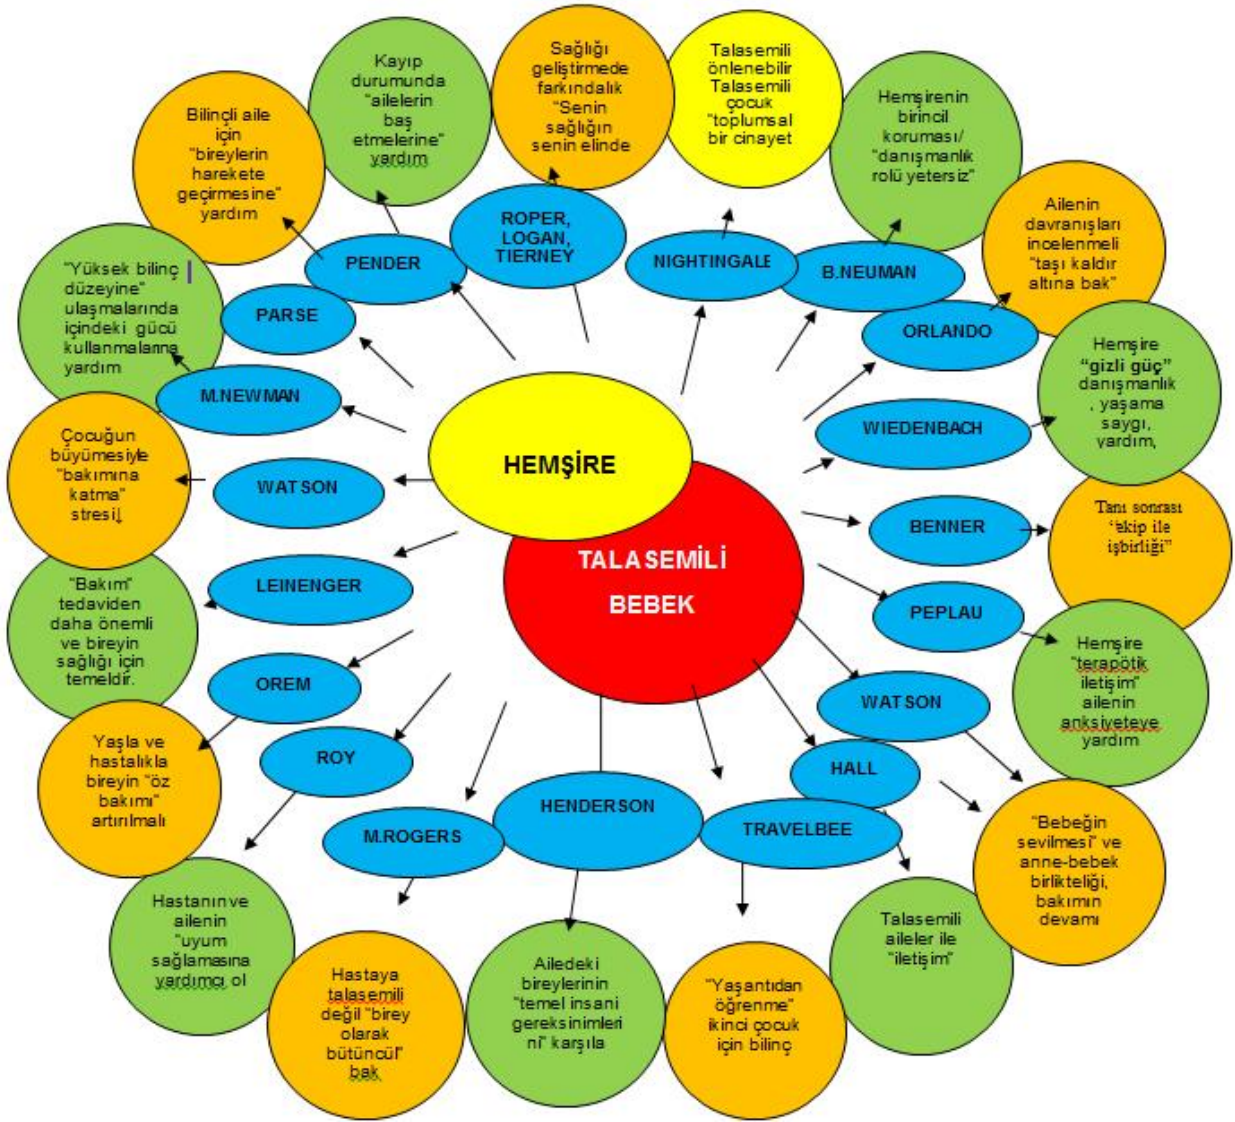 Kayıp
durumunda
"ailelerin
baş
etmelerine"
yardım
Sağlığı
geliştirmede
farkındalık
"Senin
sağlığın
senin elinde
Talasemili
önlenebilir
Talasemili
çocuk
"toplumsal
bir cinayet
Hemşirenin
birincil
koruması/
"danışmanlık
rolü yetersiz"
Bilinçli aile
için
"bireylerin
harekete
geçirmesine"
yardım
Ailenin
davranışları
incelenmeli
"taşı kaldır
altına bak"
ROPER,
LOGAN,
TIERNEY
PENDER
NIGHTINGALE
B.NEUMAN
"Yüksek bilinç
düzeyine"
ulaşmalarında
içindeki gücü
kullanmalarına
yardım
PARSE
ORLANDO
Hemşire
"gizli güç"
danışmanlık
, yaşama
saygı,
yardım,
M.NEWMAN
WIEDENBACH
Çocuğun
büyümesiyle
"bakımına
katma"
stresi↓
WATSON
HEMŞİRE
BENNER
Tanı sonrası
"ekip ile
işbirliği"
TALASEMİLİ
BEBEK
LEINENGER
"Bakım"
tedaviden
daha önemli
ve bireyin
sağlığı için
temeldir.
PEPLAU
Hemşire
"terapötik
iletişim"
ailenin
anksiyeteye
yardım
OREM
WATSON
Yaşla ve
hastalıkla
bireyin "öz
bakımı"
artırılmalı
ROY
HALL
M.ROGERS
HENDERSON
TRAVELBEE
"Bebeğin
sevilmesi" ve
anne-bebek
birlikteliği,
bakımın
devamı
Hastanın ve
ailenin
"uyum
sağlamasına
yardımcı ol
Hastaya
talasemili
değil "birey
olarak
bütüncül"
bak
Ailedeki
bireylerinin
"temel insani
gereksinimleri
ni" karşıla
"Yaşantıdan
öğrenme"
ikinci çocuk
için bilinç
Talasemili
aileler ile
"iletişim"